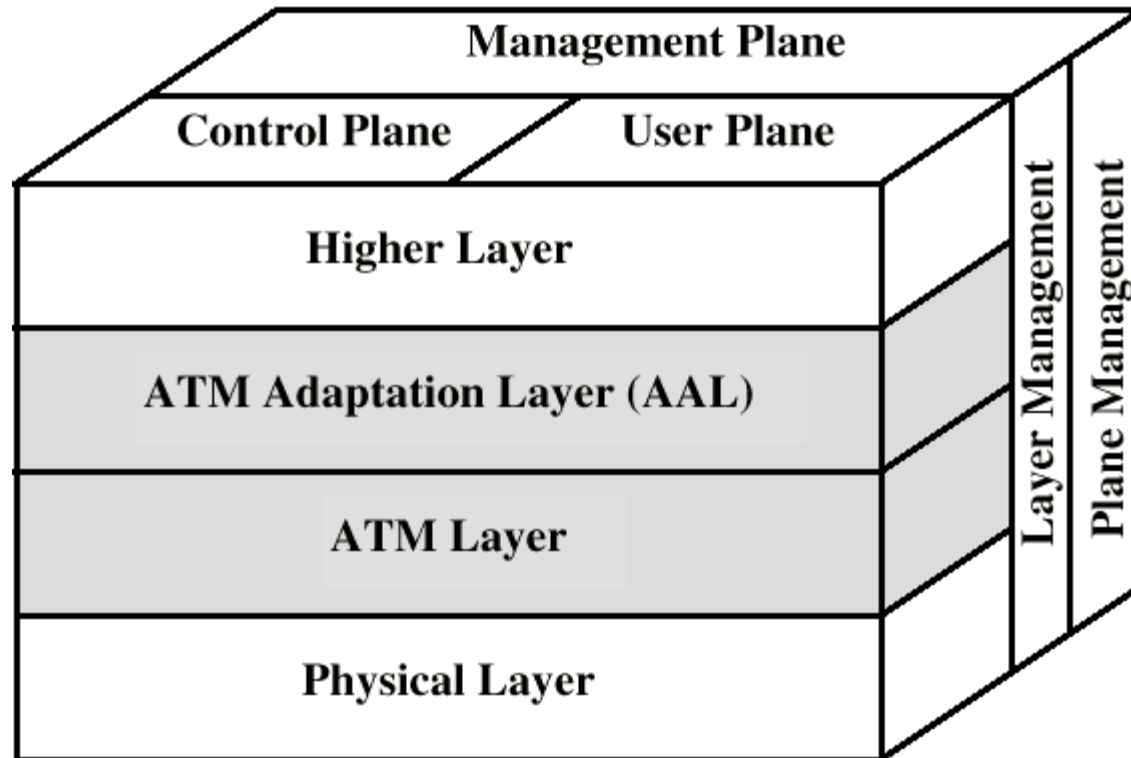 Management Plane
Control Plane
User Plane
Higher Layer
ATM Adaptation Layer (AAL)
ATM Layer
Physical Layer
Layer Management
Plane Management